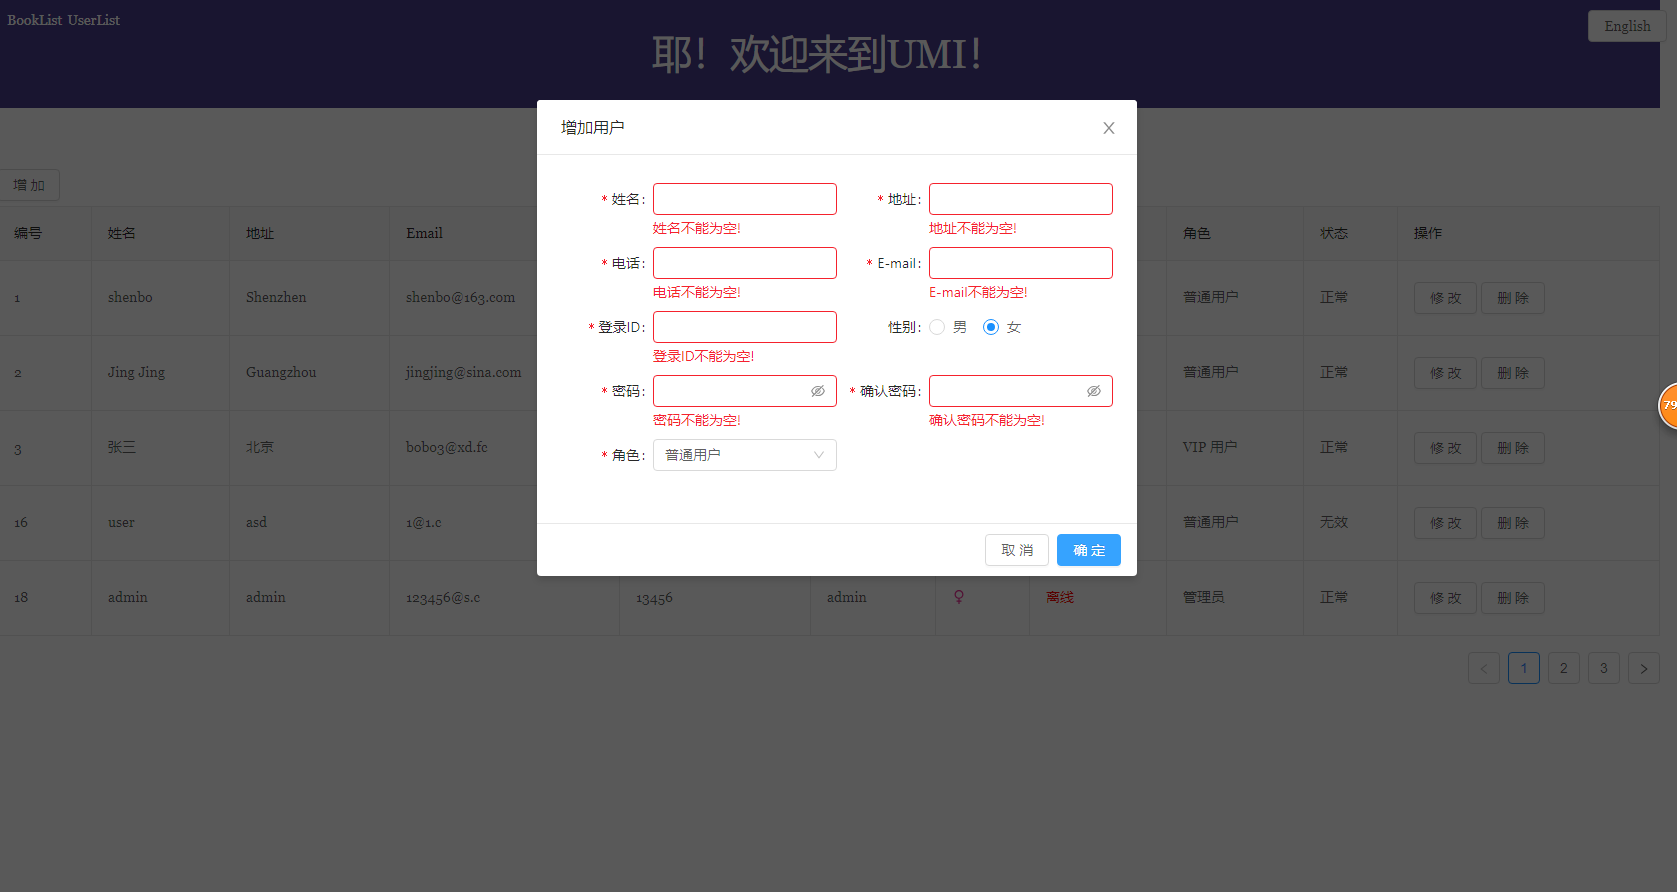 BookList UserList
English
耶！欢迎来到UMI！
增加用户
* 姓名： * 地址：
姓名不能为空! 地址不能为空!
* 电话： * E-mail：
电话不能为空! E-mail不能为空!
* 登录ID： 性别： 男 女
登录ID不能为空!
* 密码： * 确认密码：
密码不能为空! 确认密码不能为空!
* 角色： 普通用户
取 消 确 定
增 加
编号 姓名 地址 Email 角色 状态 操作
1 shenbo Shenzhen shenbo@163.com 普通用户 正常 修 改 删 除
2 Jing Jing Guangzhou jingjing@sina.com 普通用户 正常 修 改 删 除
3 张三 北京 bobo3@xd.fc VIP 用户 正常 修 改 删 除
16 user asd 1@1.c 普通用户 无效 修 改 删 除
18 admin admin 123456@s.c 13456 admin ♀ 离线 管理员 正常 修 改 删 除
< 1 2 3 >
79